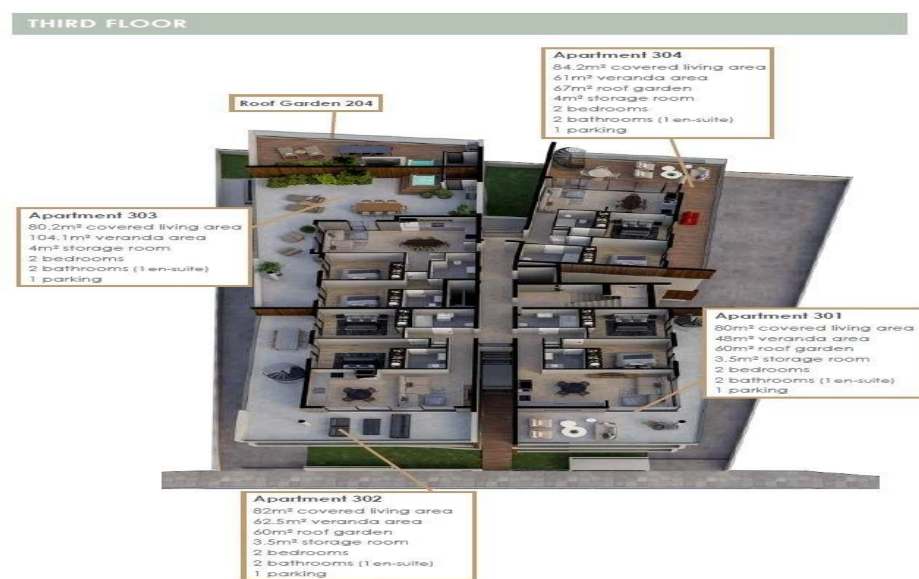 THIRD FLOOR
Apartment 304
84.2m² covered living area
61m² veranda area
67m² roof garden
4m² storage room
2 bedrooms
2 bathrooms (1 en-suite)
1 parking
Roof Garden 204
Apartment 303
80.2m² covered living area
104.1m² veranda area
4m² storage room
2 bedrooms
2 bathrooms (1 en-suite)
1 parking
Apartment 301
80m² covered living area
48m² veranda area
60m² roof garden
3.5m² storage room
2 bedrooms
2 bathrooms (1 en-suite)
1 parking
Apartment 302
82m² covered living area
62.5m² veranda area
60m² roof garden
3.5m² storage room
2 bedrooms
2 bathrooms (1 en-suite)
1 parking